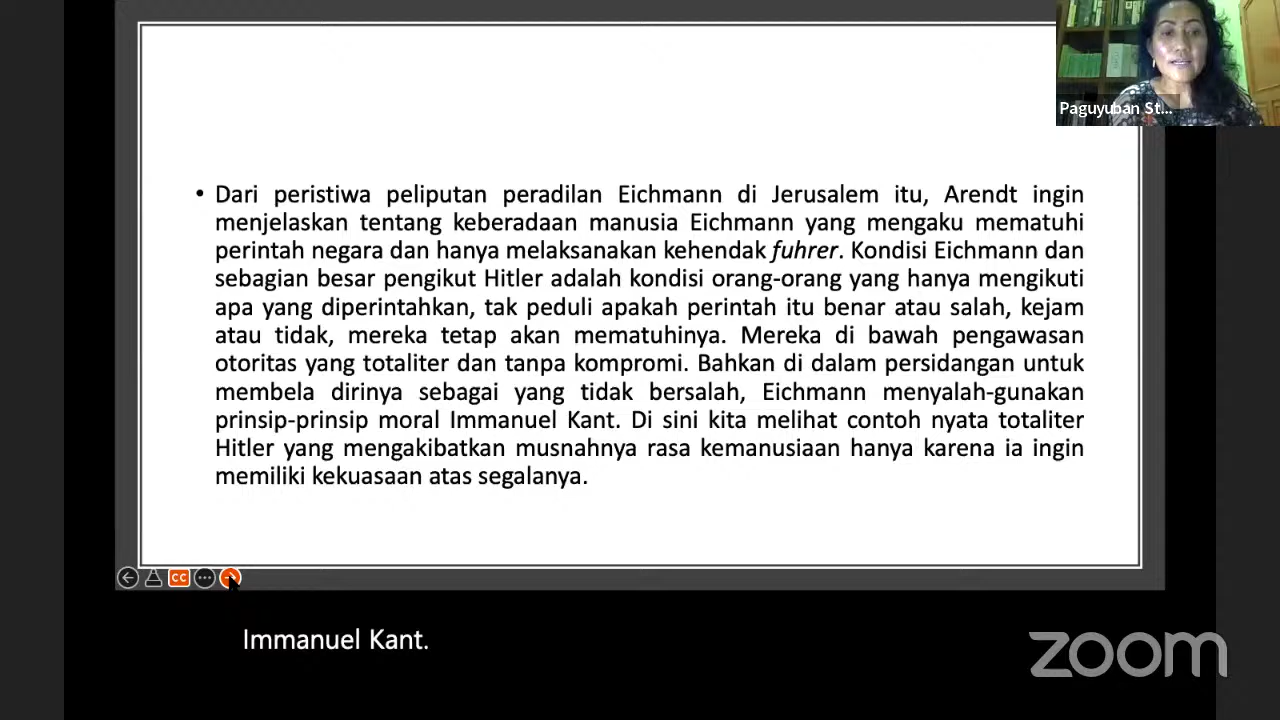 Paguyuban St...
• Dari peristiwa peliputan peradilan Eichmann di Jerusalem itu, Arendt ingin
menjelaskan tentang keberadaan manusia Eichmann yang mengaku mematuhi
perintah negara dan hanya melaksanakan kehendak fuhrer. Kondisi Eichmann dan
sebagian besar pengikut Hitler adalah kondisi orang-orang yang hanya mengikuti
apa yang diperintahkan, tak peduli apakah perintah itu benar atau salah, kejam
atau tidak, mereka tetap akan mematuhinya. Mereka di bawah pengawasan
otoritas yang totaliter dan tanpa kompromi. Bahkan di dalam persidangan untuk
membela dirinya sebagai yang tidak bersalah, Eichmann menyalah-gunakan
prinsip-prinsip moral Immanuel Kant. Di sini kita melihat contoh nyata totaliter
Hitler yang mengakibatkan musnahnya rasa kemanusiaan hanya karena ia ingin
memiliki kekuasaan atas segalanya.
CC
Immanuel Kant.
zoom